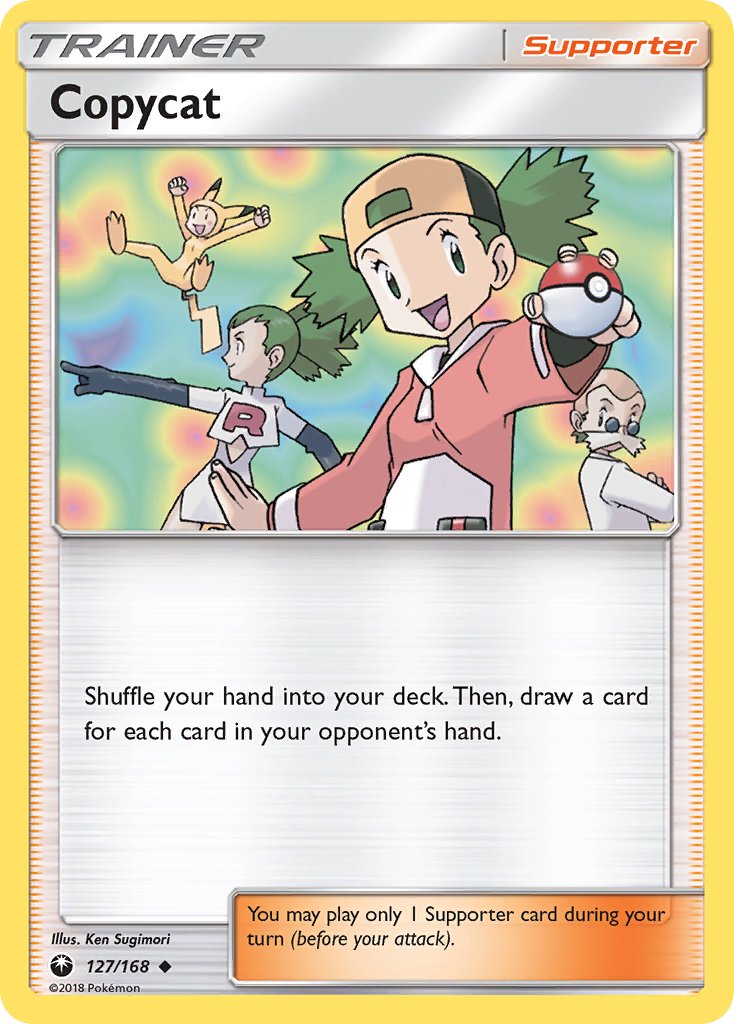 TRAINER
Supporter
Copycat
R
Shuffle your hand into your deck. Then, draw a card
for each card in your opponent's hand.
You may play only 1 Supporter card during your
turn (before your attack).
Illus. Ken Sugimori
127/168
©2018 Pokémon